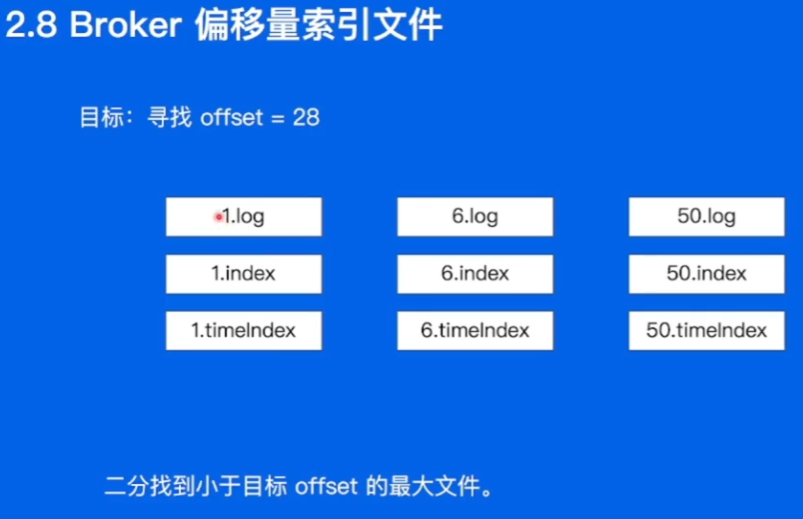 2.8 Broker 偏移量索引文件
目标：寻找 offset = 28
1.log 6.log 50.log
1.index 6.index 50.index
1.timeIndex 6.timeIndex 50.timeIndex
二分找到小于目标 offset 的最大文件。